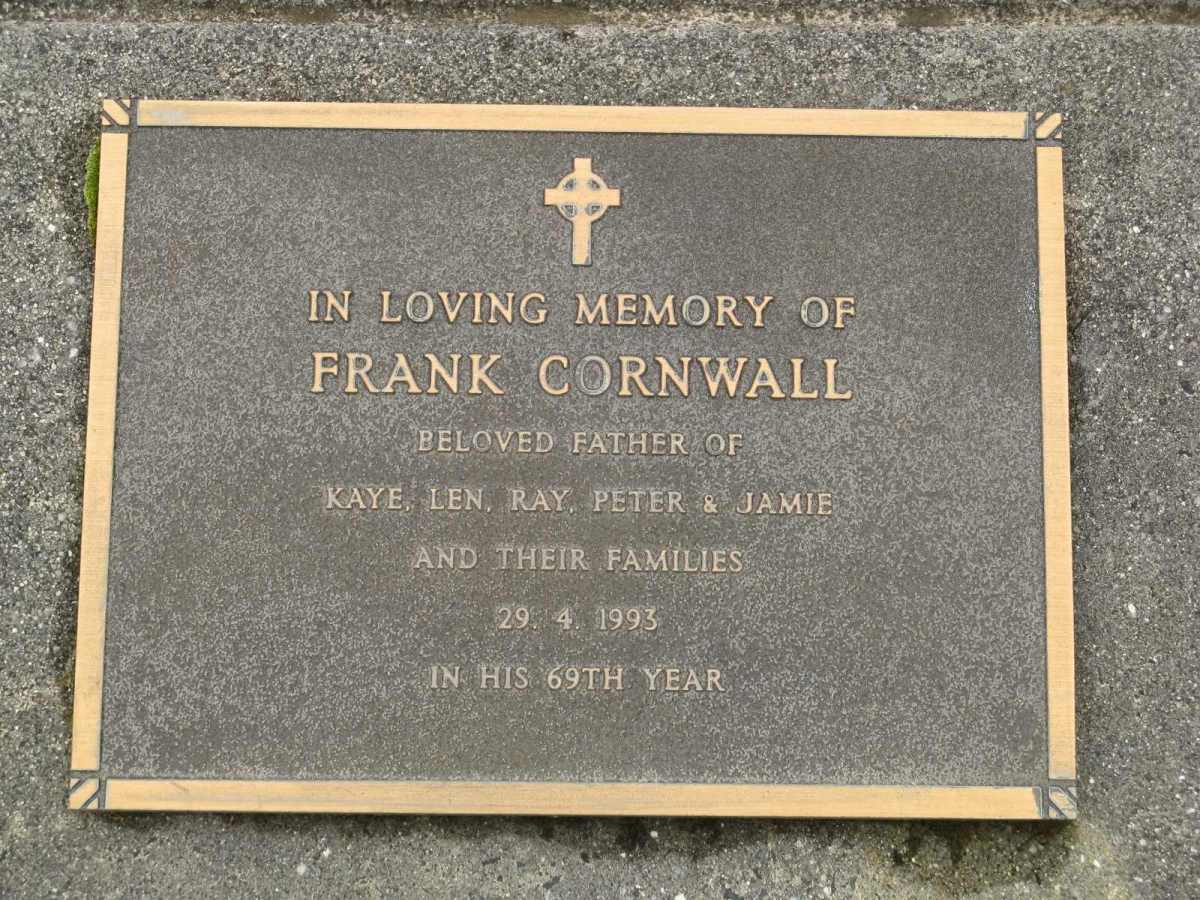 IN LOVING MEMORY OF
FRANK CORNWALL
BELOVED FATHER OF
KAYE, LEN, RAY, PETER & JAMIE
AND THEIR FAMILIES
29. 4. 1993
IN HIS 69TH YEAR